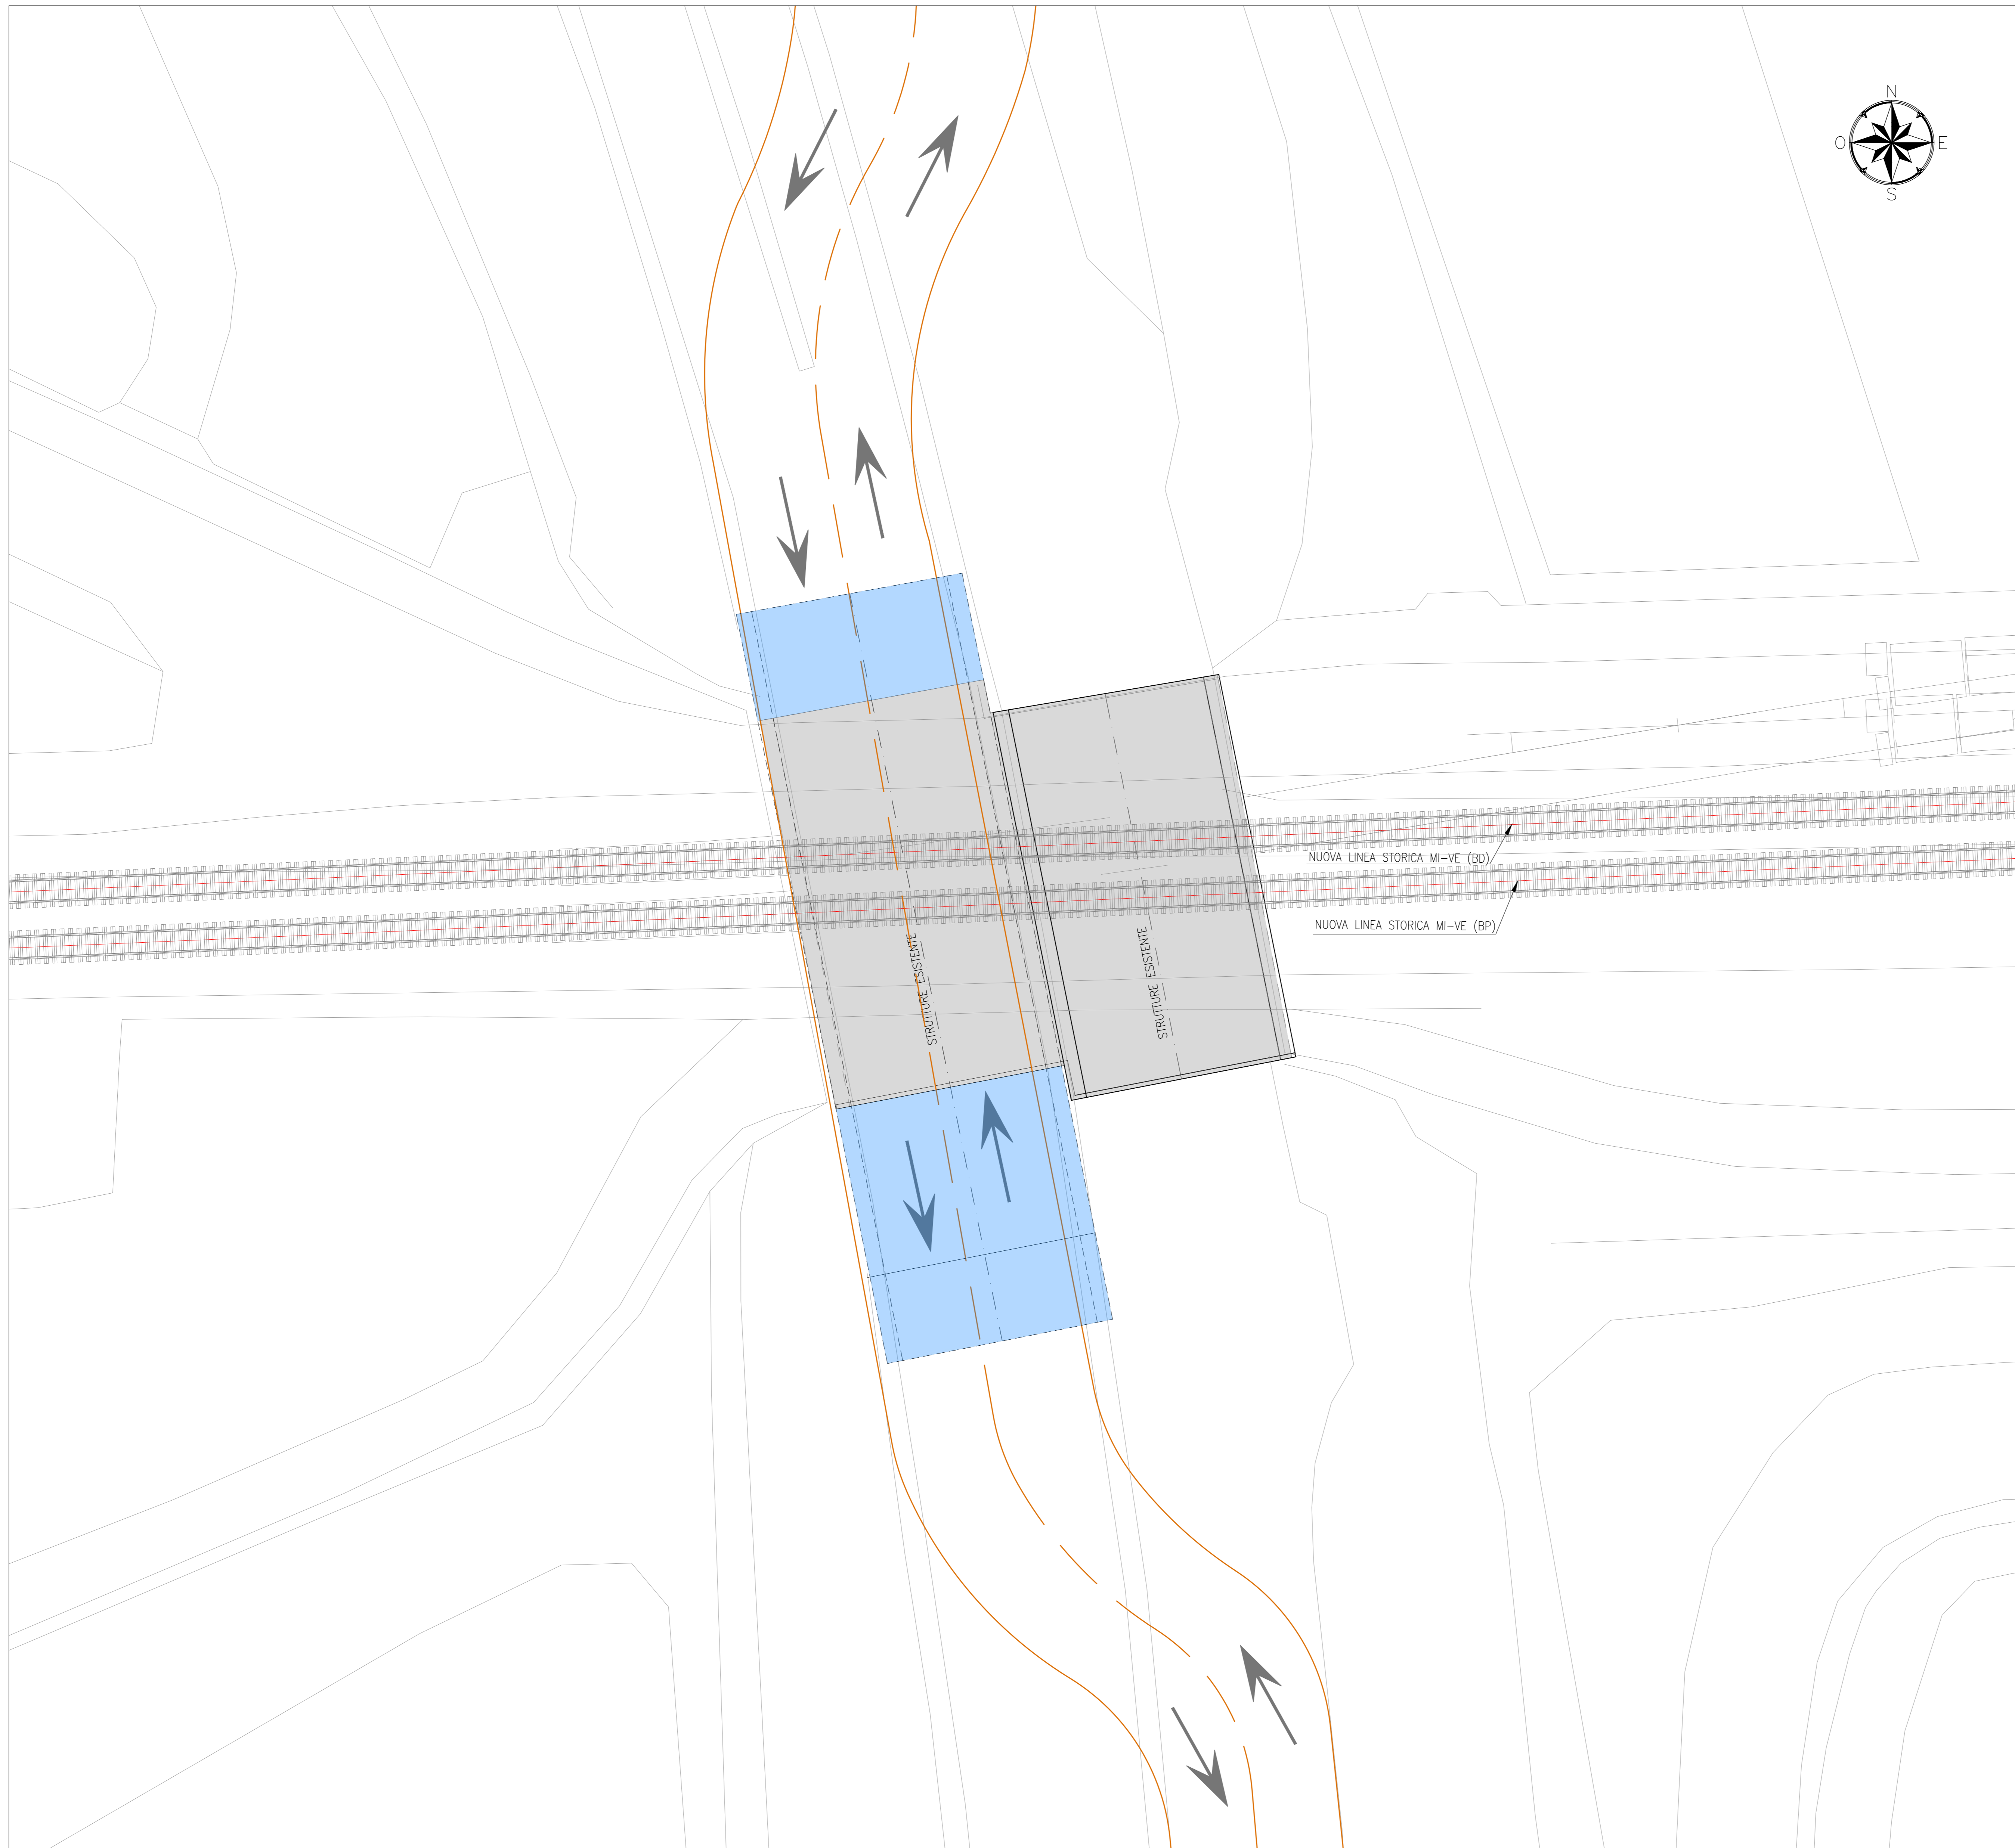 N
O E
S
NUOVA LINEA STORICA MI-VE (BD)
NUOVA LINEA STORICA MI-VE (BP)
STRUTTURE ESISTENTE
STRUTTURE ESISTENTE